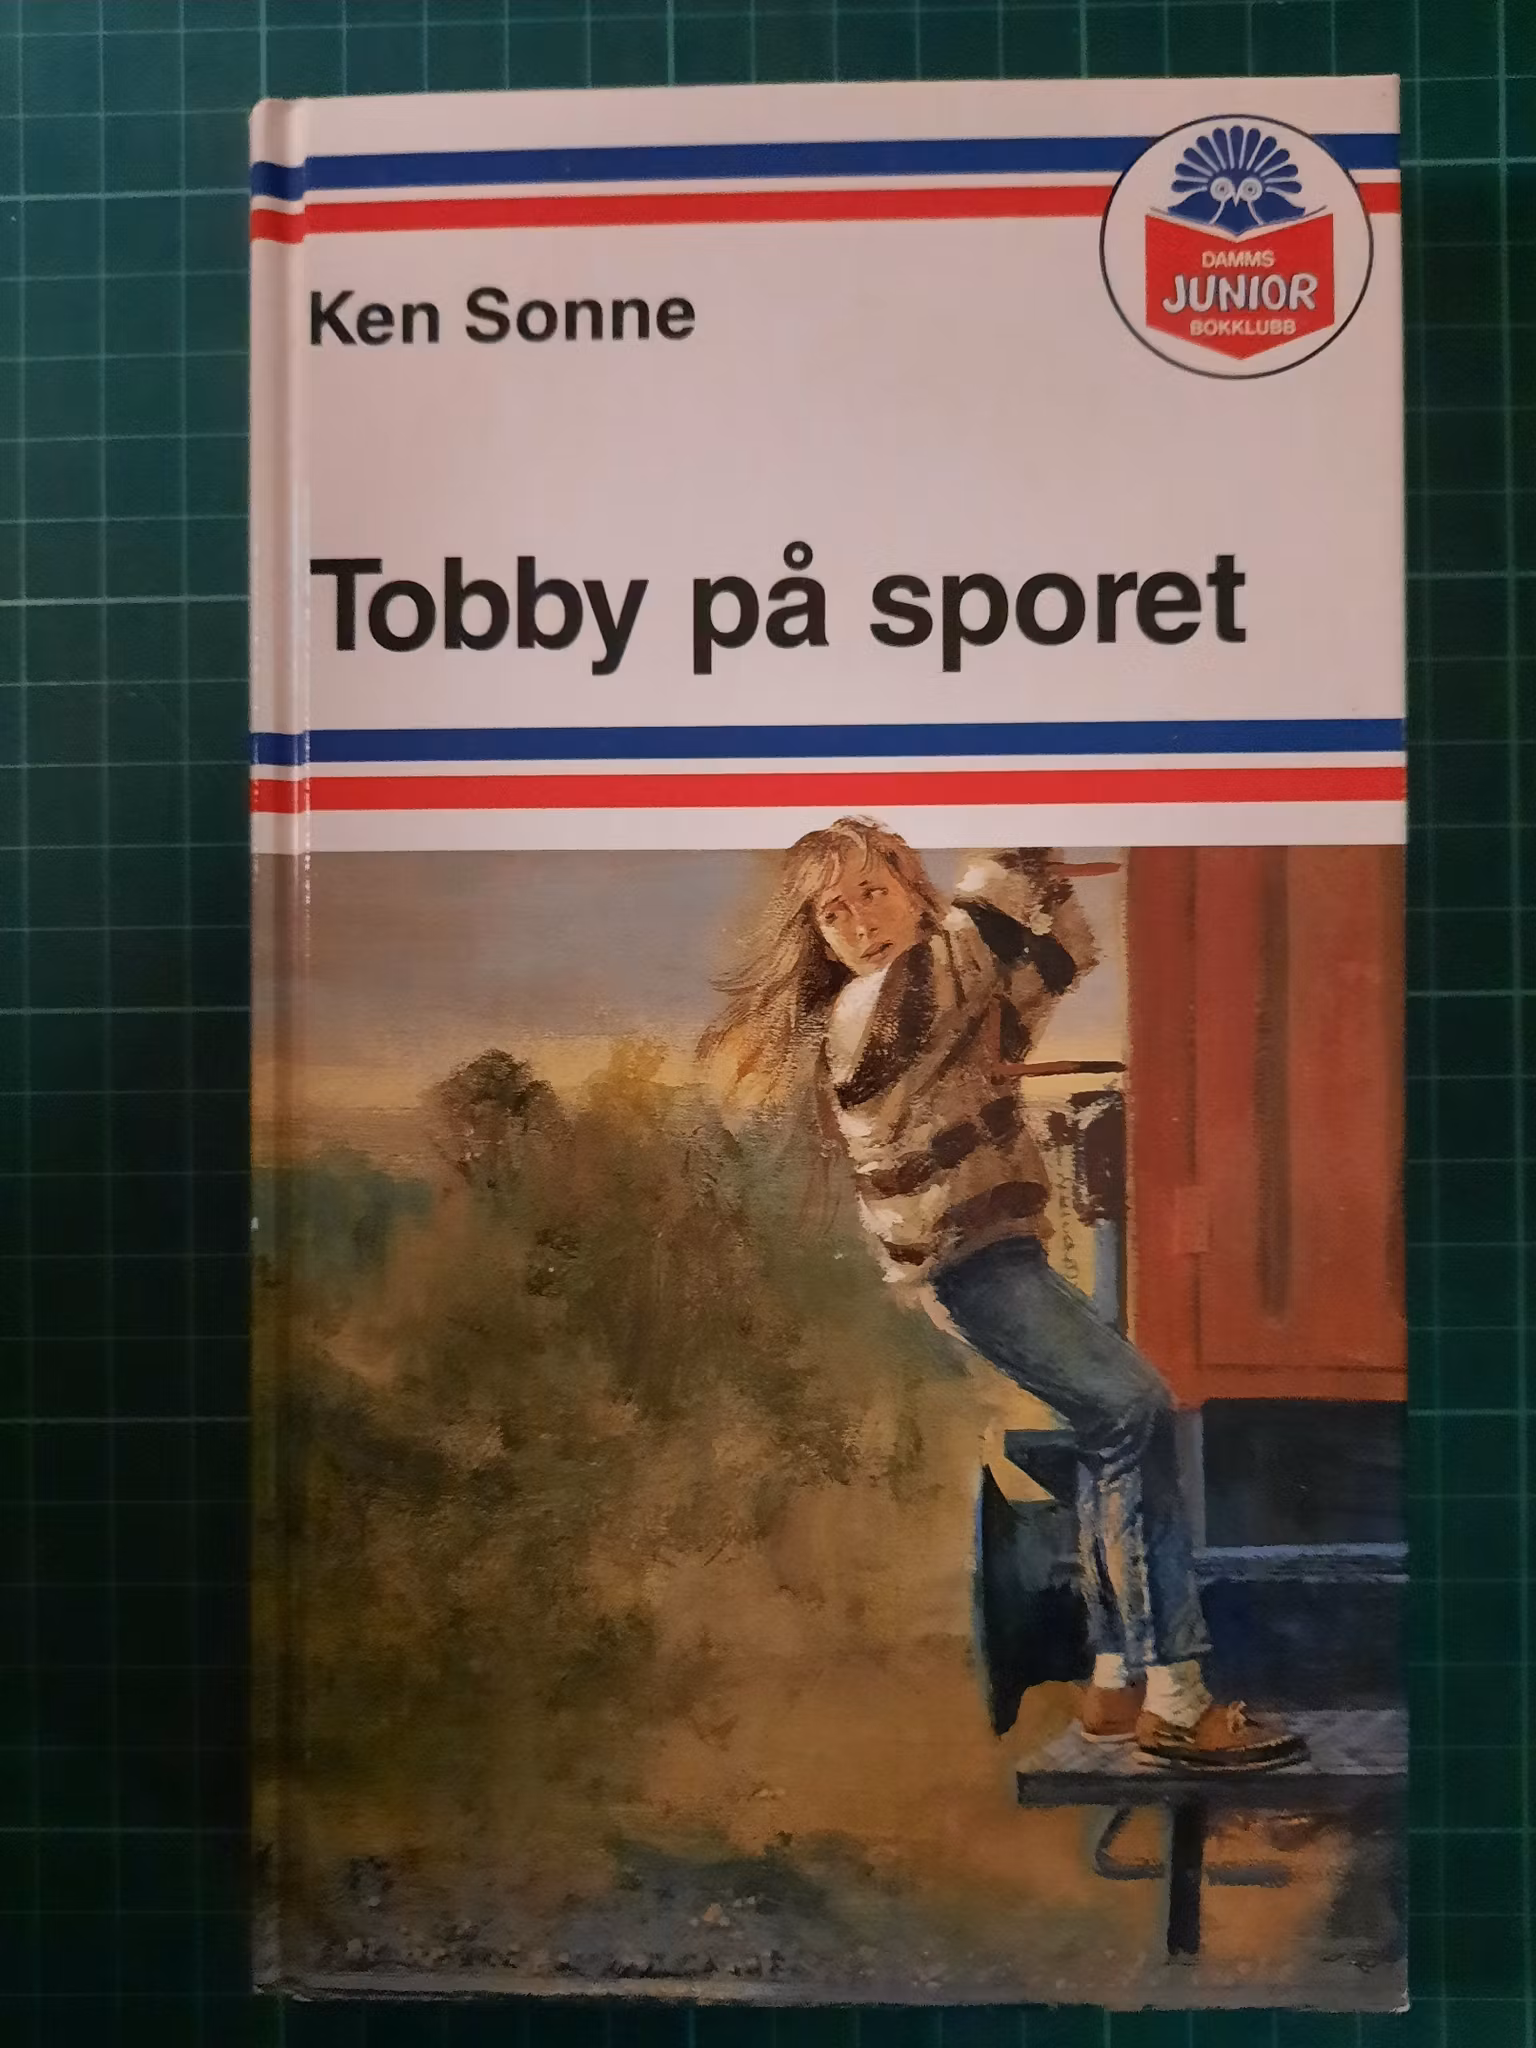 DAMMS
JUNIOR
BOKKLUBB
Ken Sonne
Tobby på sporet